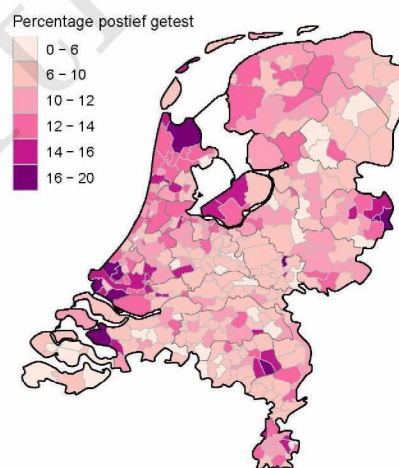 Percentage postief getest
0 – 6
6 – 10
10 – 12
12 – 14
14 – 16
16 – 20